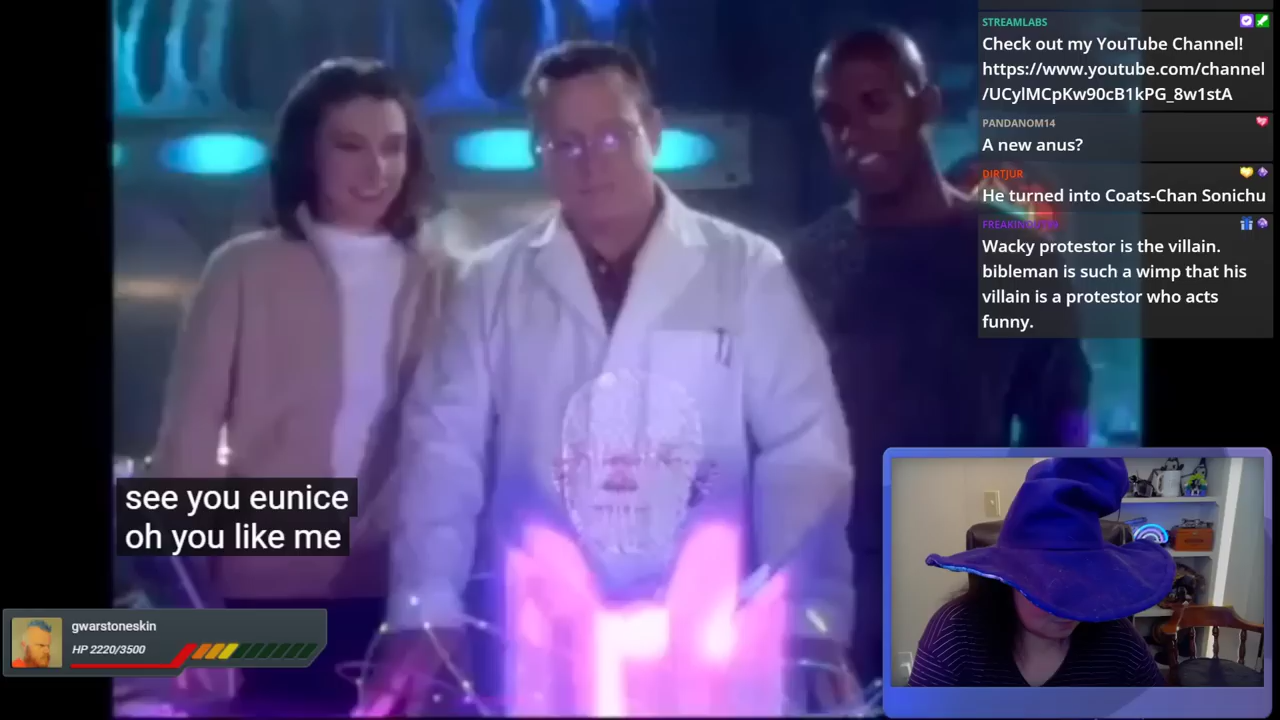 STREAMLABS
Check out my YouTube Channel!
https://www.youtube.com/channel
/UCylMCpKw90cB1kPG_8w1stA
PANDANOM14
A new anus?
DIRTJUR
He turned into Coats-Chan Sonichu
Wacky protestor is the villain.
bibleman is such a wimp that his
villain is a protestor who acts
funny.
see you eunice
oh you like me
gwarstoneskin
HP 2220/3500